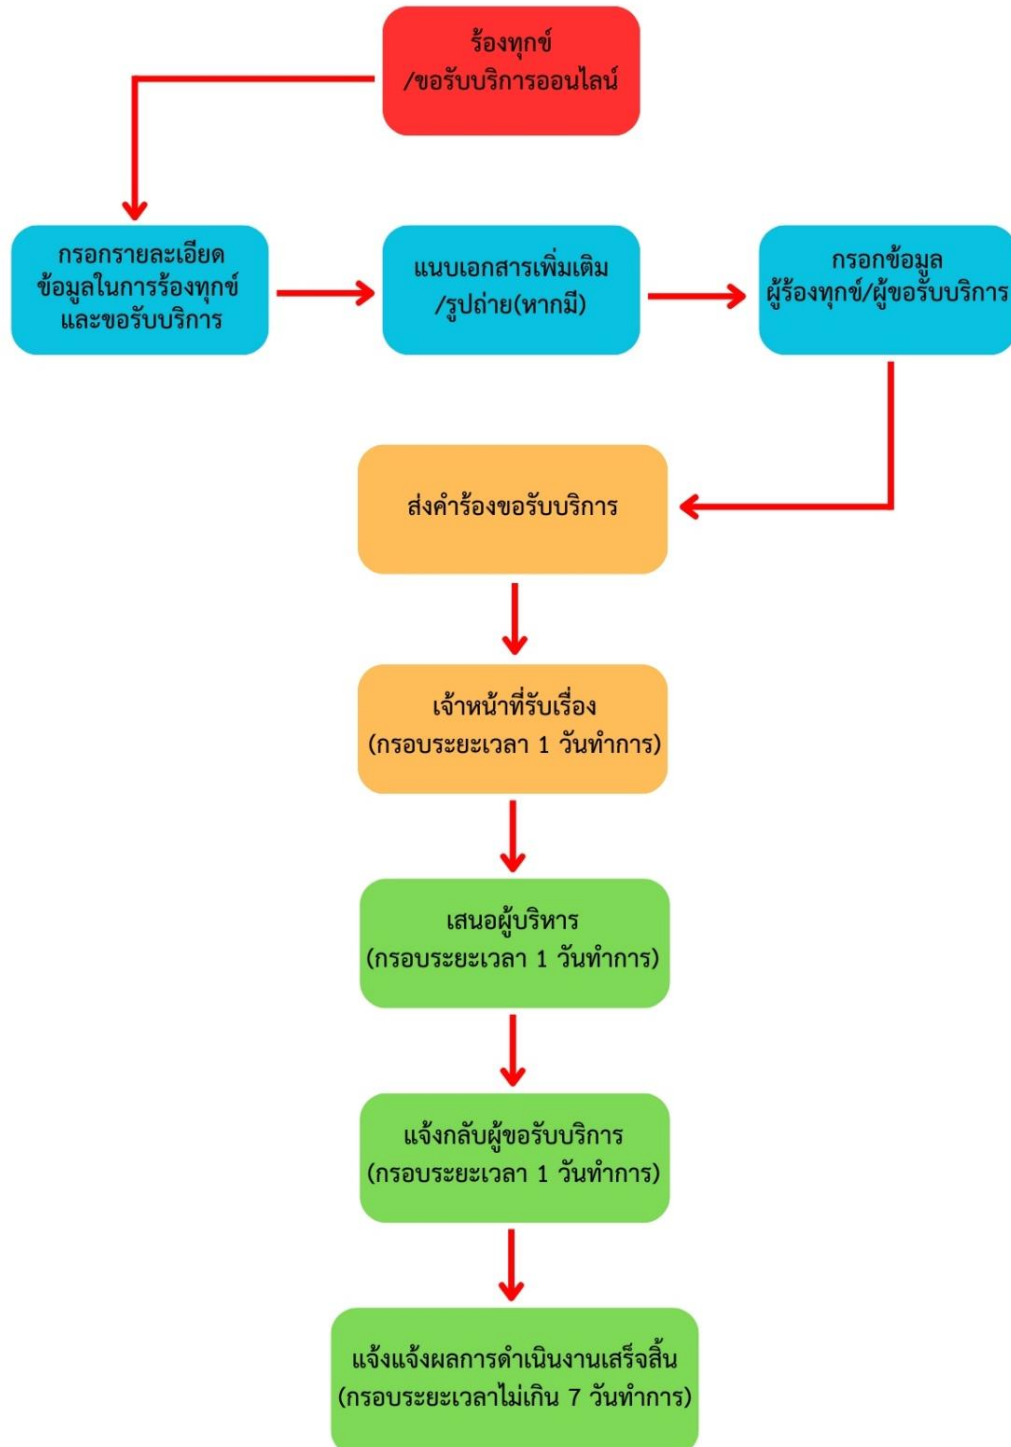 ร้องทุกข์
/ขอรับบริการออนไลน์
กรอกรายละเอียด
ข้อมูลในการร้องทุกข์
และขอรับบริการ
แนบเอกสารเพิ่มเติม
/รูปถ่าย(หากมี)
กรอกข้อมูล
ผู้ร้องทุกข์/ผู้ขอรับบริการ
ส่งคำร้องขอรับบริการ
เจ้าหน้าที่รับเรื่อง
(กรอบระยะเวลา 1 วันทำการ)
เสนอผู้บริหาร
(กรอบระยะเวลา 1 วันทำการ)
แจ้งกลับผู้ขอรับบริการ
(กรอบระยะเวลา 1 วันทำการ)
แจ้งแจ้งผลการดำเนินงานเสร็จสิ้น
(กรอบระยะเวลาไม่เกิน 7 วันทำการ)